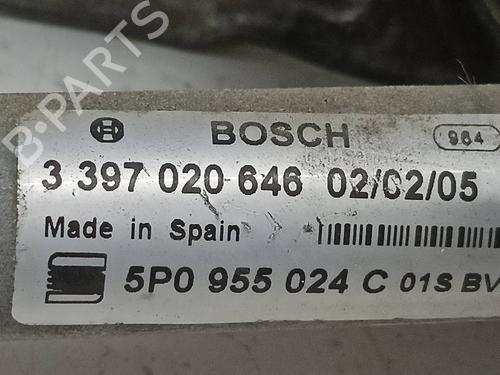 B-PARTS
BOSCH 984
3 397 020 646 02/02/05
Made in Spain
5P0 955 024 C 01S BV